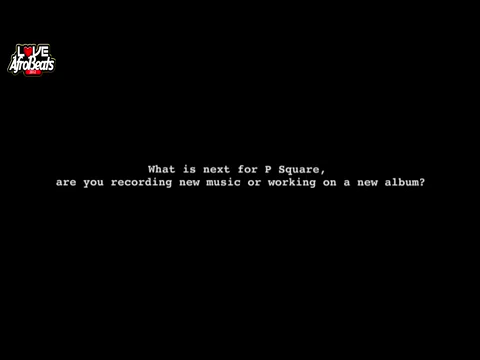 LOVE
AfroBeats
What is next for P Square,
are you recording new music or working on a new album?